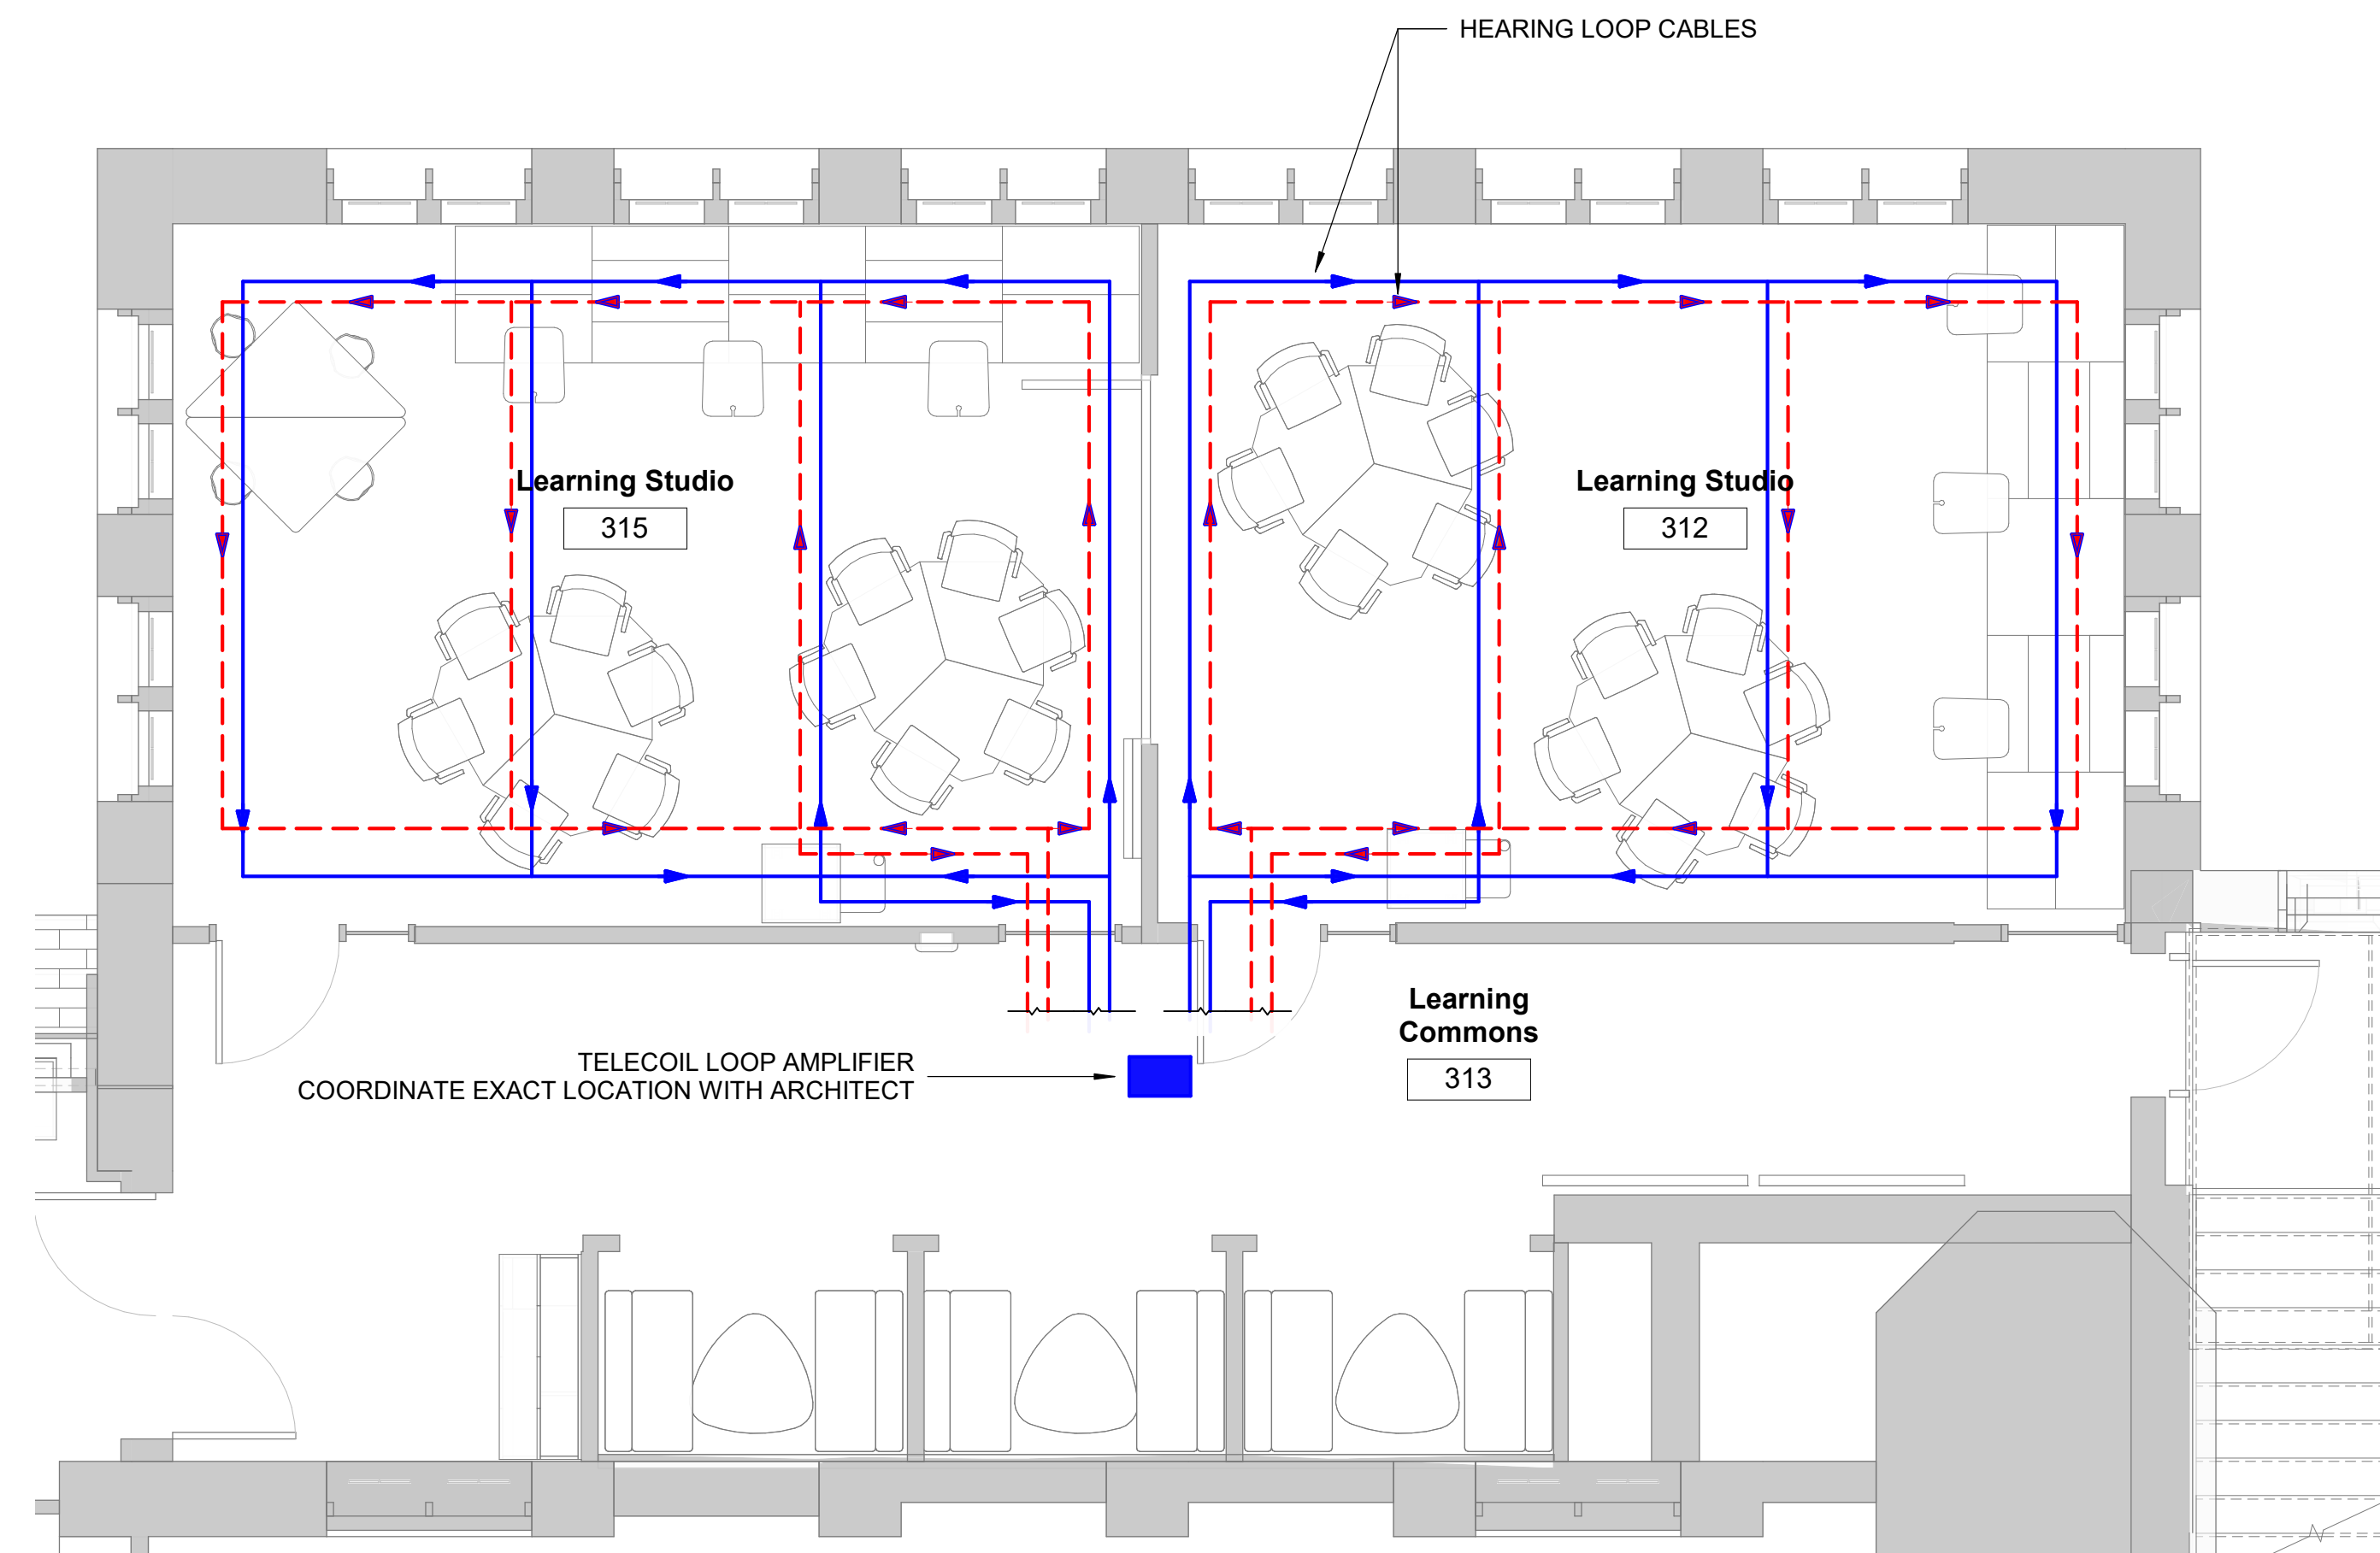 HEARING LOOP CABLES
Learning Studio
315
Learning Studio
312
Learning
Commons
313
TELECOIL LOOP AMPLIFIER
COORDINATE EXACT LOCATION WITH ARCHITECT